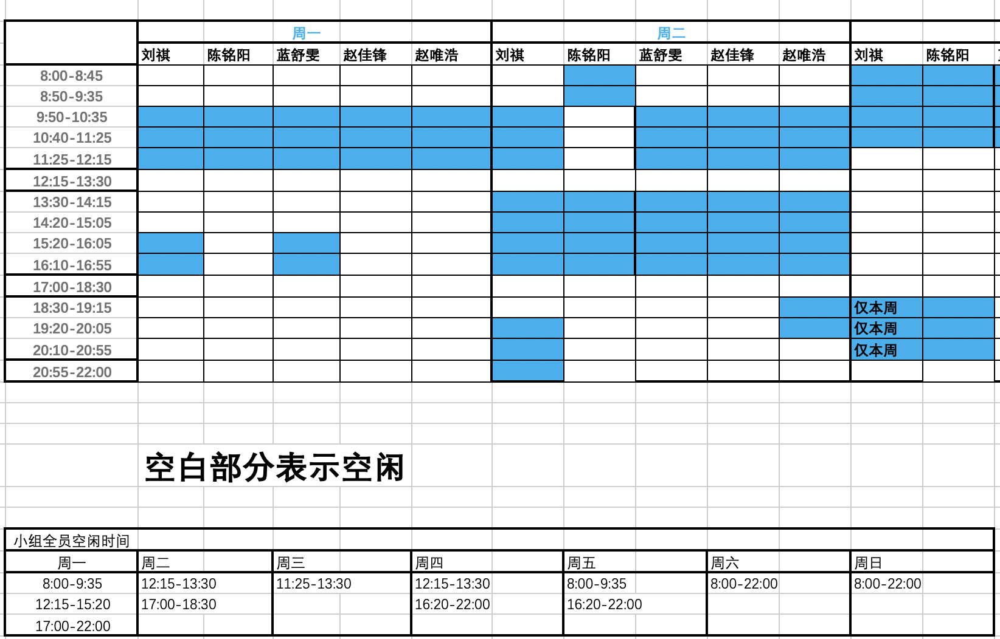 周一 周二
刘祺 陈铭阳 蓝舒雯 赵佳锋 赵唯浩 刘祺 陈铭阳 蓝舒雯 赵佳锋 赵唯浩 刘祺 陈铭阳
8:00-8:45
8:50-9:35
9:50-10:35
10:40-11:25
11:25-12:15
12:15-13:30
13:30-14:15
14:20-15:05
15:20-16:05
16:10-16:55
17:00-18:30
18:30-19:15 仅本周
19:20-20:05 仅本周
20:10-20:55 仅本周
20:55-22:00
空白部分表示空闲
小组全员空闲时间
周一 周二 周三 周四 周五 周六 周日
8:00-9:35 12:15-13:30 11:25-13:30 12:15-13:30 8:00-9:35 8:00-22:00 8:00-22:00
12:15-15:20 17:00-18:30 16:20-22:00 16:20-22:00
17:00-22:00